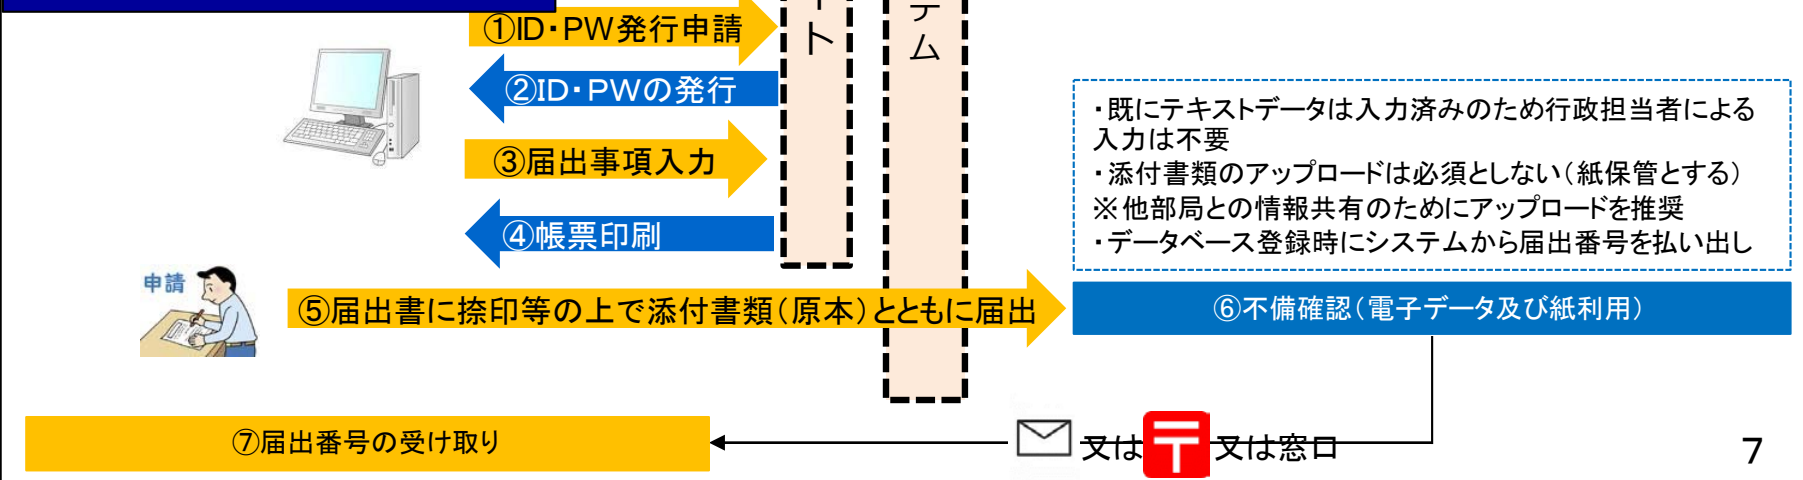 ①ID・PW発行申請
ト
テ
ム
②ID・PWの発行
③届出事項入力
④帳票印刷
・既にテキストデータは入力済みのため行政担当者による
入力は不要
・添付書類のアップロードは必須としない（紙保管とする）
※他部局との情報共有のためにアップロードを推奨
・データベース登録時にシステムから届出番号を払い出し
申請
⑤届出書に捺印等の上で添付書類（原本）とともに届出
⑥不備確認（電子データ及び紙利用）
⑦届出番号の受け取り
又は〒又は窓口
7